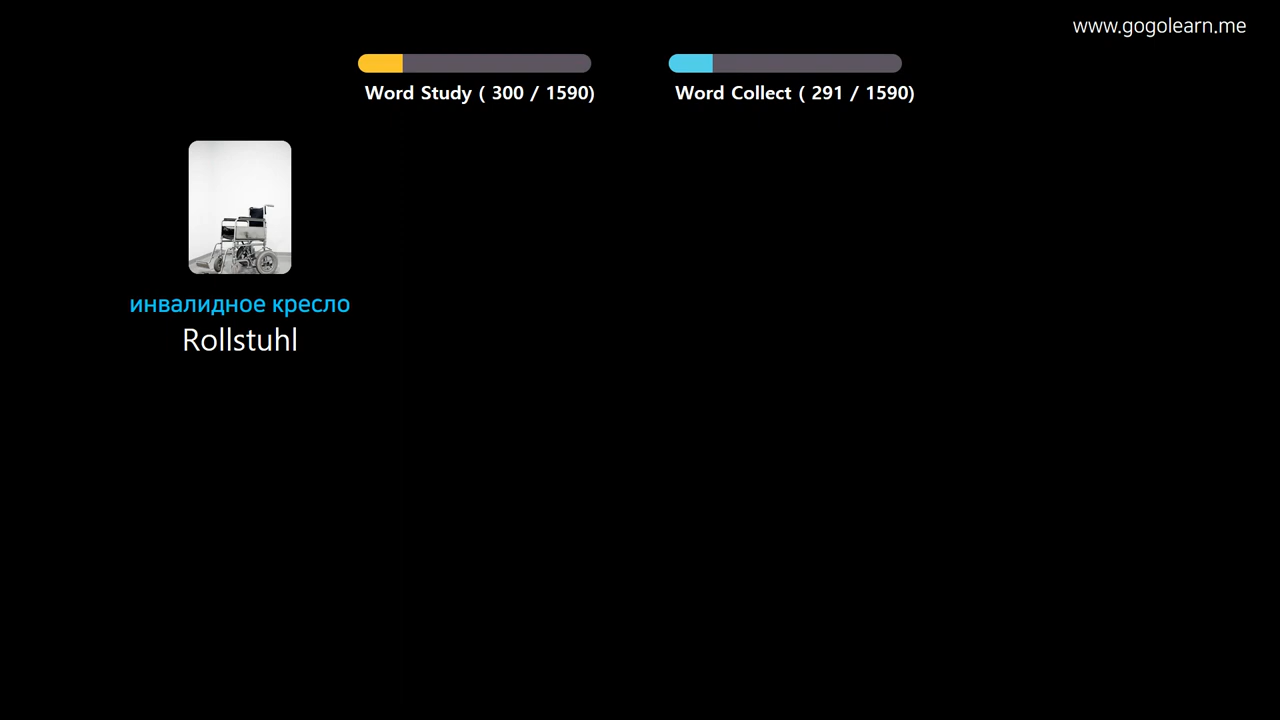 www.gogolearn.me
Word Study ( 300 / 1590)
Word Collect ( 291 / 1590)
инвалидное кресло
Rollstuhl